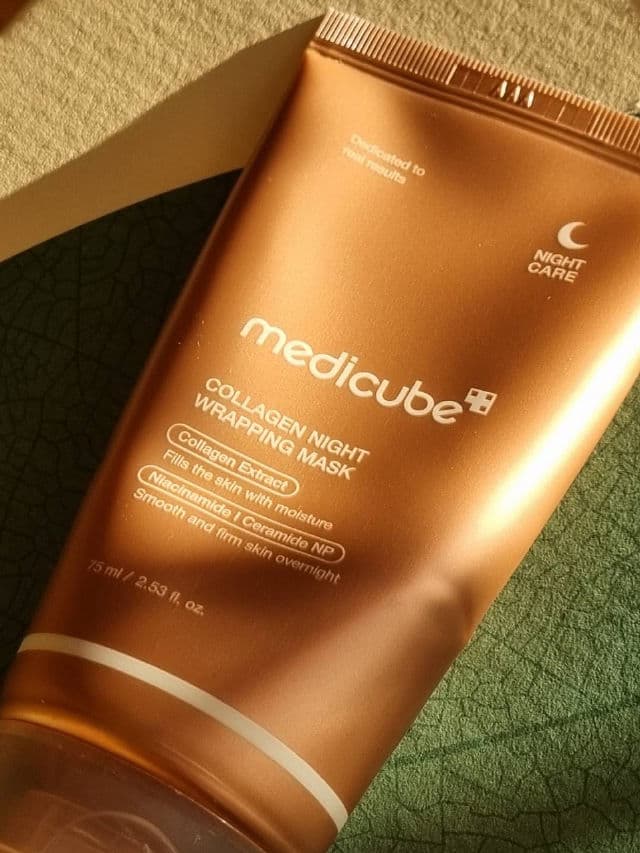 Dedicated to
real results
NIGHT
CARE
medicube
COLLAGEN NIGHT
WRAPPING MASK
Collagen Extract
Fills the skin with moisture
Niacinamide I Ceramide NP
Smooth and firm skin overnight
75 ml / 2.53 fl. oz.